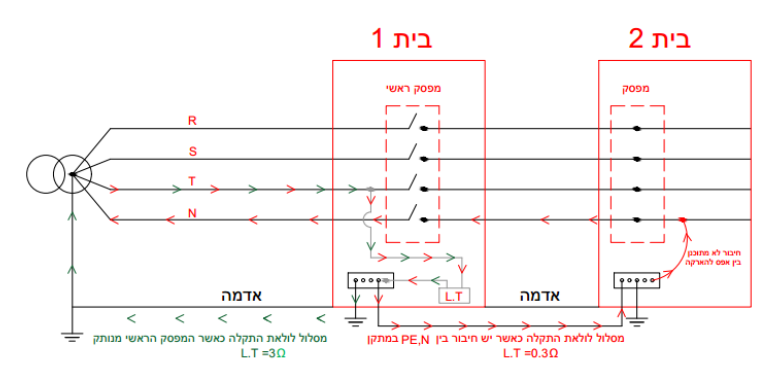 בית 1
בית 2
מפסק ראשי
מפסק
R
S
T
N
חיבור לא מתוכנן
בין אפס להארקה
L.T
אדמה
אדמה
מסלול לולאת התקלה כאשר המפסק הראשי מנותק
L.T =3Ω
מסלול לולאת התקלה כאשר יש חיבור בין PE,N במתקן
L.T =0.3Ω